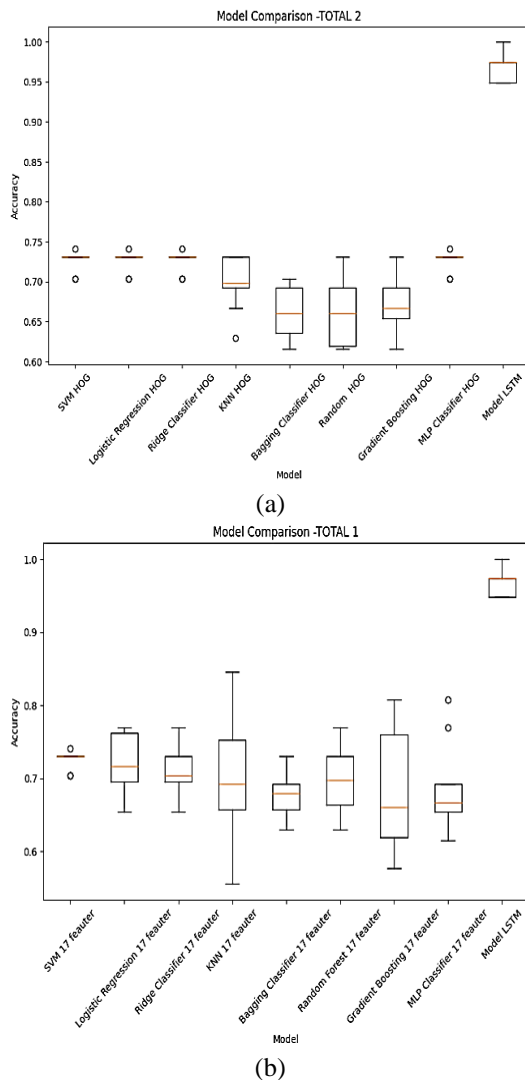 Model Comparison -TOTAL 2
1.00
0.95
0.90
0.85
0.80
0.75
0.70
0.65
0.60
Accuracy
SVM HOG
Logistic Regression HOG
Ridge Classifier HOG
KNN HOG
Bagging Classifier HOG
Random HOG
Gradient Boosting HOG
MLP Classifier HOG
Model LSTM
Model
(a)
Model Comparison -TOTAL 1
1.0
0.9
0.8
0.7
0.6
Accuracy
SVM 17 feauter
Logistic Regression 17 feauter
Ridge Classifier 17 feauter
KNN 17 feauter
Bagging Classifier 17 feauter
Random Forest 17 feauter
Gradient Boosting 17 feauter
MLP Classifier 17 feauter
Model LSTM
Model
(b)